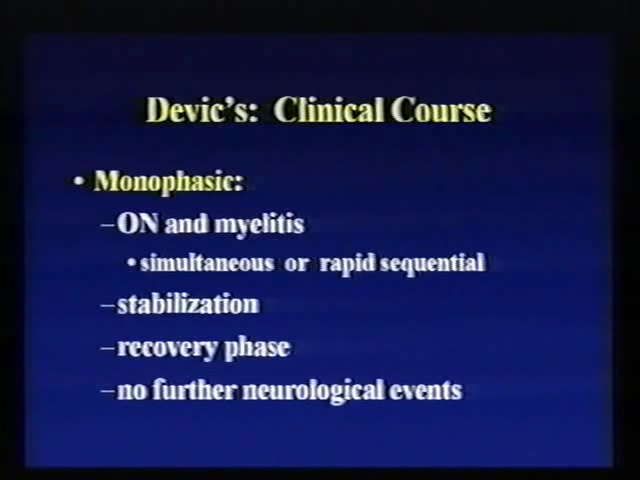 Devic's: Clinical Course
• Monophasic:
–ON and myelitis
• simultaneous or rapid sequential
–stabilization
–recovery phase
–no further neurological events